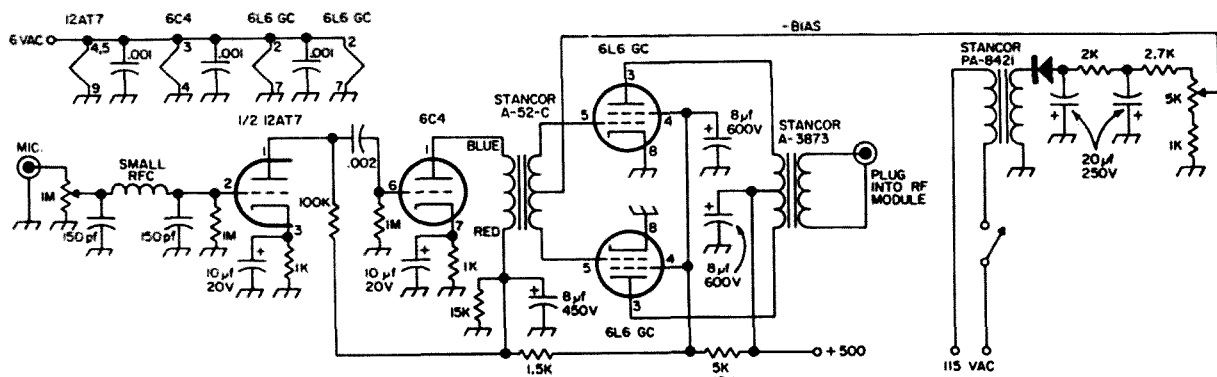 12AT7 6C4 6L6 GC 6L6 GC
6 VAC
4,5 .001 3 .001 2 .001 2
9 4 7 7
-BIAS
STANCOR
PA-8421
2K 2.7K
5K
1K
20µf
250V
115 VAC
MIC.
1M
SMALL
RFC
150pf
150pf
1M
1/2 12AT7
1
2
3
10µf
20V
1K
100K
.002
6C4
1
6
7
1M
10µf
20V
1K
STANCOR
A-52-C
BLUE
RED
15K
8µf
450V
1.5K
5K
+500
6L6 GC
3
5
4
8
8µf
600V
8
5
4
3
6L6 GC
8µf
600V
STANCOR
A-3873
PLUG
INTO RF
MODULE